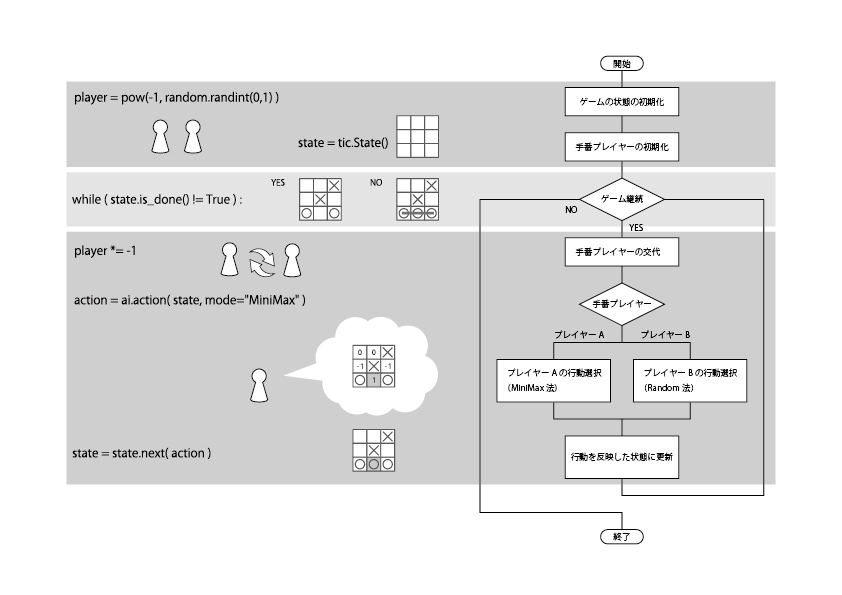 開始
player = pow(-1, random.randint(0,1) )
ゲームの状態の初期化
state = tic.State()
手番プレイヤーの初期化
YES
NO
while ( state.is_done() != True ) :
ゲーム継続
NO
YES
player *= -1
手番プレイヤーの交代
action = ai.action( state, mode="MiniMax" )
手番プレイヤー
プレイヤー A
プレイヤー B
0 0
-1 -1
1
プレイヤー A の行動選択
（MiniMax 法）
プレイヤー B の行動選択
（Random 法）
state = state.next( action )
行動を反映した状態に更新
終了